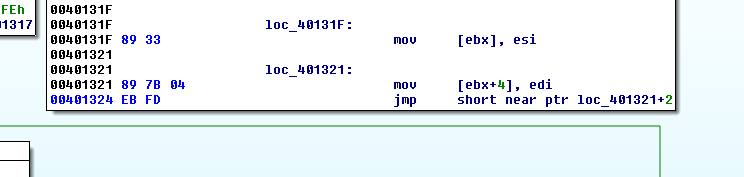 FEh
01317
0040131F
0040131F loc_40131F:
0040131F 89 33 mov [ebx], esi
00401321
00401321 loc_401321:
00401321 89 7B 04 mov [ebx+4], edi
00401324 EB FD jmp short near ptr loc_401321+2